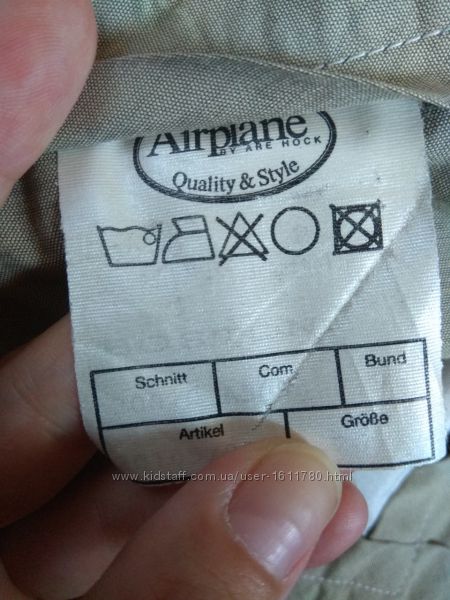 Airplane
BY ARE HOCK
Quality & Style
Schnitt Com Bund
Artikel Größe
www.kidstaff.com.ua/user-1611780.html